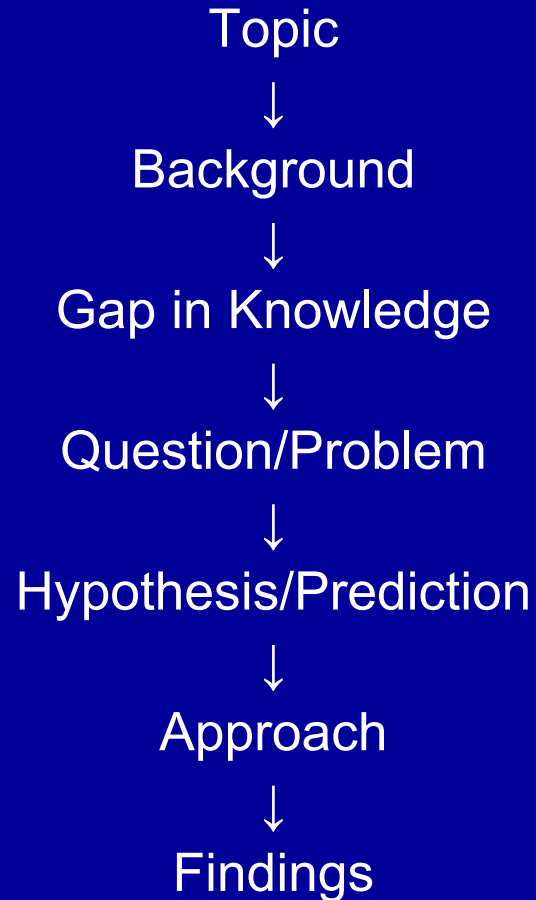 Topic
↓
Background
↓
Gap in Knowledge
↓
Question/Problem
↓
Hypothesis/Prediction
↓
Approach
↓
Findings